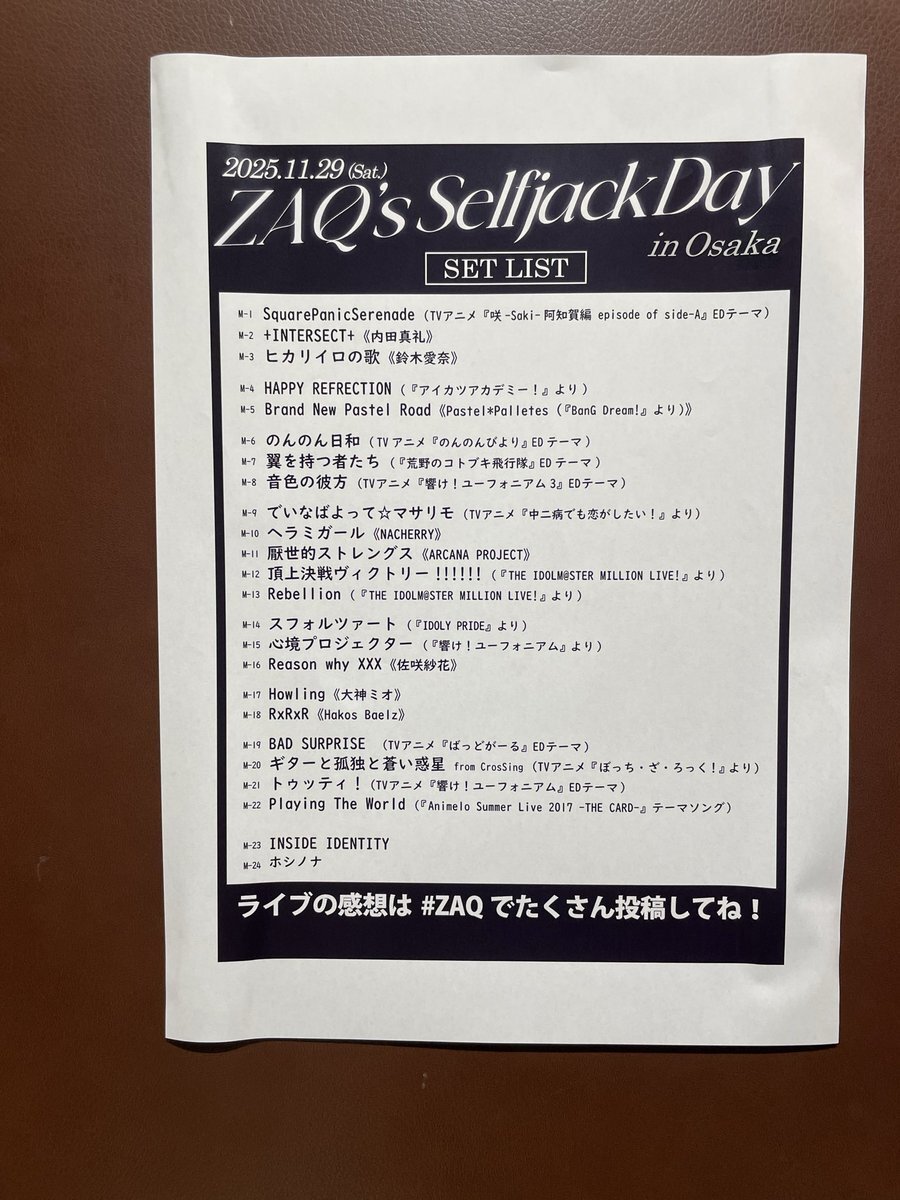 2025.11.29 (Sat.)
ZAQ's Selfjack Day
in Osaka
SET LIST
M-1 SquarePanicSerenade (TVアニメ『咲-Saki-阿知賀編 episode of side-A』EDテーマ)
M-2 +INTERSECT+《内田真礼》
M-3 ヒカリイロの歌《鈴木愛奈》
M-4 HAPPY REFRECTION (『アイカツアカデミー!』より)
M-5 Brand New Pastel Road《Pastel*Palletes (『BanG Dream!』より)》
M-6 のんのん日和 (TVアニメ『のんのんびより』EDテーマ)
M-7 翼を持つ者たち (『荒野のコトブキ飛行隊』EDテーマ)
M-8 音色の彼方 (TVアニメ『響け!ユーフォニアム3』EDテーマ)
M-9 でいなばよって☆マサリモ (TVアニメ『中二病でも恋がしたい!』より)
M-10 ヘラミガール《NACHERRY》
M-11 厭世的ストレングス《ARCANA PROJECT》
M-12 頂上決戦ヴィクトリー!!!!!! (『THE IDOLM@STER MILLION LIVE!』より)
M-13 Rebellion (『THE IDOLM@STER MILLION LIVE!』より)
M-14 スフォルツァート (『IDOLY PRIDE』より)
M-15 心境プロジェクター (『響け!ユーフォニアム』より)
M-16 Reason why XXX《佐咲紗花》
M-17 Howling《大神ミオ》
M-18 RxRxR《Hakos Baelz》
M-19 BAD SURPRISE (TVアニメ『ばっどがーる』EDテーマ)
M-20 ギターと孤独と蒼い惑星 from CrosSing (TVアニメ『ぼっち・ざ・ろっく!』より)
M-21 トゥッティ! (TVアニメ『響け!ユーフォニアム』EDテーマ)
M-22 Playing The World (『Animelo Summer Live 2017 -THE CARD-』テーマソング)
M-23 INSIDE IDENTITY
M-24 ホシノナ
ライブの感想は #ZAQ でたくさん投稿してね!